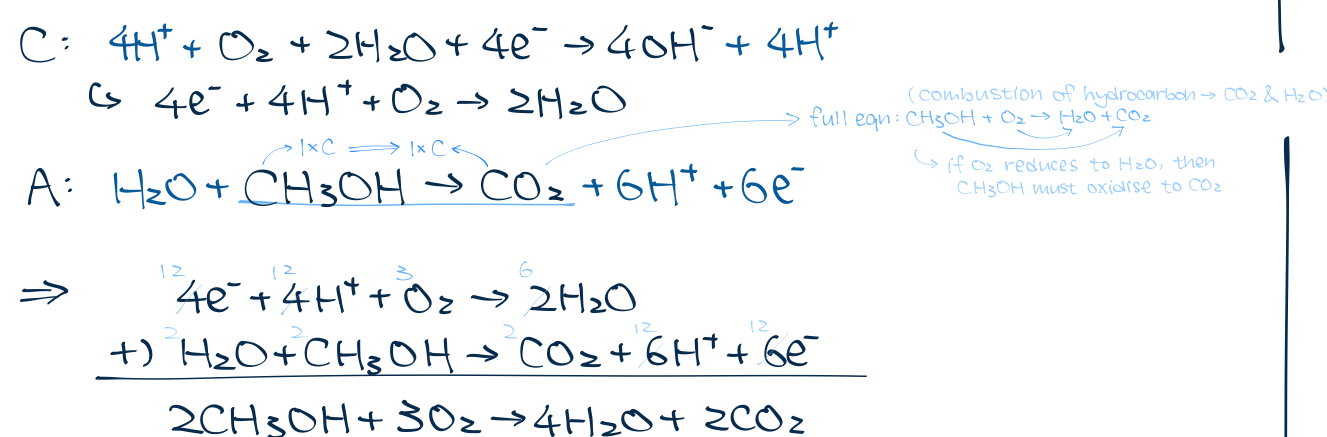 C: 4H⁺ + O₂ + 2H₂O + 4e⁻ → 4OH⁻ + 4H⁺
↪ 4e⁻ + 4H⁺ + O₂ → 2H₂O
(combustion of hydrocarbon → CO₂ & H₂O)
full eqn: CH₃OH + O₂ → H₂O + CO₂
↪ if O₂ reduces to H₂O, then
CH₃OH must oxidise to CO₂
1×C ⇒ 1×C
A: H₂O + CH₃OH → CO₂ + 6H⁺ + 6e⁻
12 12 3 6
⇒ 4e⁻ + 4H⁺ + O₂ → 2H₂O
2 2 2 12 12
+) H₂O + CH₃OH → CO₂ + 6H⁺ + 6e⁻
2CH₃OH + 3O₂ → 4H₂O + 2CO₂